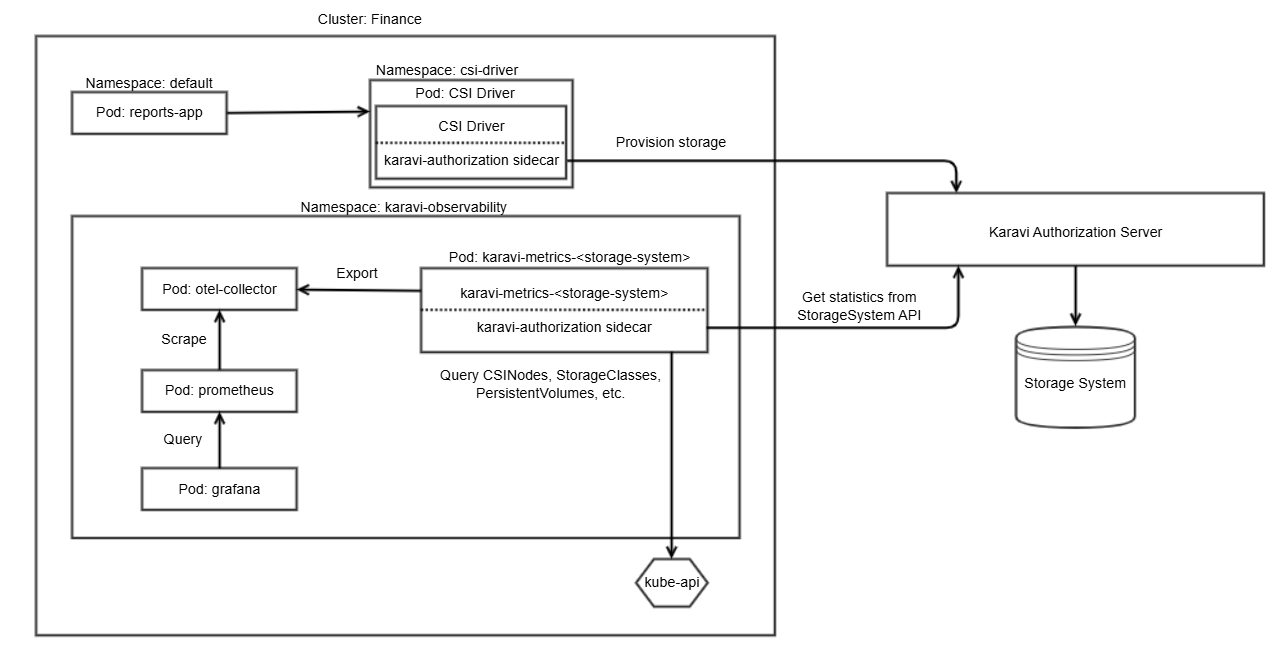 Cluster: Finance
Namespace: default
Pod: reports-app
Namespace: csi-driver
Pod: CSI Driver
CSI Driver
karavi-authorization sidecar
Provision storage
Karavi Authorization Server
Namespace: karavi-observability
Pod: karavi-metrics-<storage-system>
karavi-metrics-<storage-system>
karavi-authorization sidecar
Export
Pod: otel-collector
Scrape
Pod: prometheus
Query
Pod: grafana
Get statistics from
StorageSystem API
Query CSINodes, StorageClasses,
PersistentVolumes, etc.
Storage System
kube-api